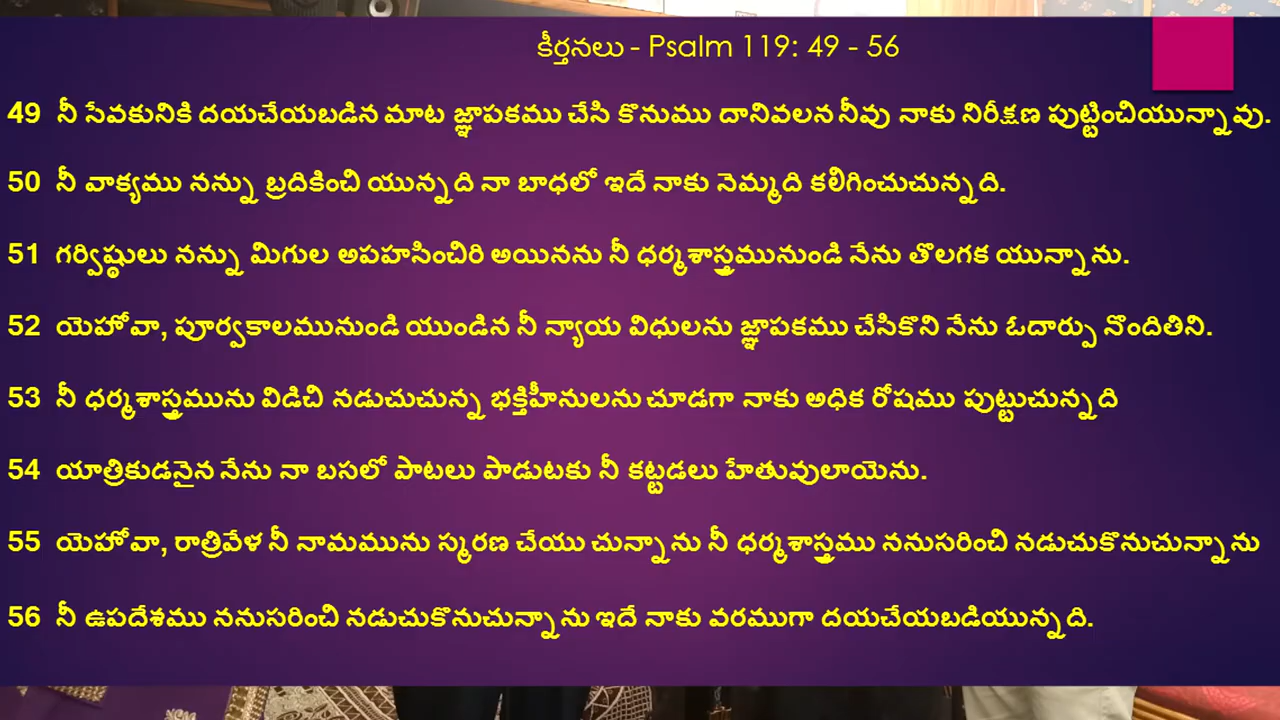 కీర్తనలు - Psalm 119: 49 - 56
49 నీ సేవకునికి దయచేయబడిన మాట జ్ఞాపకము చేసి కొనుము దానివలన నీవు నాకు నిరీక్షణ పుట్టించియున్నావు.
50 నీ వాక్యము నన్ను బ్రదికించి యున్నది నా బాధలో ఇదే నాకు నెమ్మది కలిగించుచున్నది.
51 గర్విష్ఠులు నన్ను మిగుల అపహసించిరి అయినను నీ ధర్మశాస్త్రమునుండి నేను తొలగక యున్నాను.
52 యెహోవా, పూర్వకాలమునుండి యుండిన నీ న్యాయ విధులను జ్ఞాపకము చేసికొని నేను ఓదార్పు నొందితిని.
53 నీ ధర్మశాస్త్రమును విడిచి నడుచుచున్న భక్తిహీనులను చూడగా నాకు అధిక రోషము పుట్టుచున్నది
54 యాత్రికుడనైన నేను నా బసలో పాటలు పాడుటకు నీ కట్టడలు హేతువులాయెను.
55 యెహోవా, రాత్రివేళ నీ నామమును స్మరణ చేయు చున్నాను నీ ధర్మశాస్త్రము ననుసరించి నడుచుకొనుచున్నాను
56 నీ ఉపదేశము ననుసరించి నడుచుకొనుచున్నాను ఇదే నాకు వరముగా దయచేయబడియున్నది.